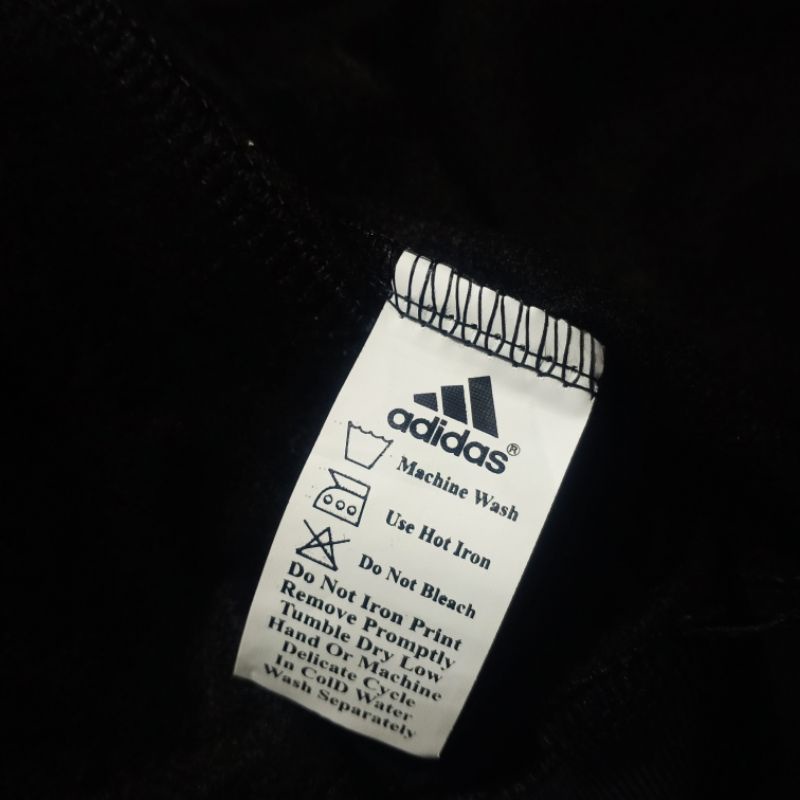 adidas®
Machine Wash
Use Hot Iron
Do Not Bleach
Do Not Iron Print
Remove Promptly
Tumble Dry Low
Hand Or Machine
Delicate Cycle
In ColD Water
Wash Separately